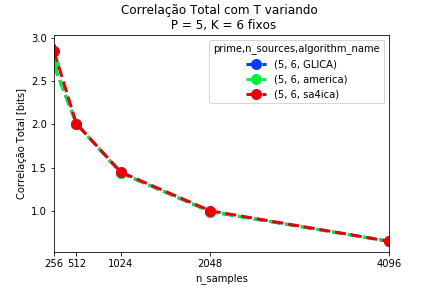 Correlação Total com T variando
P = 5, K = 6 fixos
Correlação Total [bits]
3.0
2.5
2.0
1.5
1.0
prime,n_sources,algorithm_name
(5, 6, GLICA)
(5, 6, america)
(5, 6, sa4ica)
256 512 1024 2048 4096
n_samples